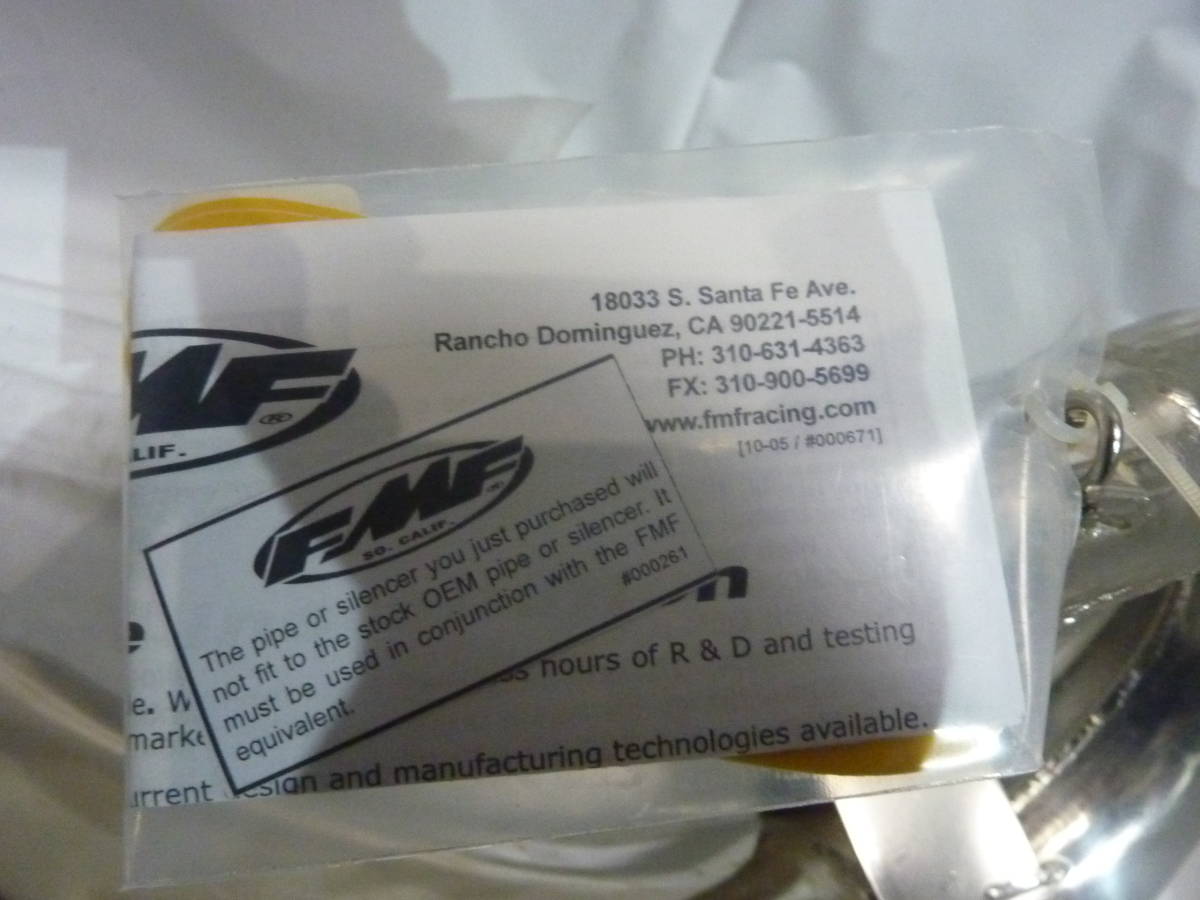 18033 S. Santa Fe Ave.
Rancho Dominguez, CA 90221-5514
PH: 310-631-4363
FX: 310-900-5699
www.fmfracing.com
[10-05 / #000671]
MF®
LIF.
FMF®
SO. CALIF.
The pipe or silencer you just purchased will
not fit to the stock OEM pipe or silencer. It
must be used in conjunction with the FMF
equivalent.
#000261
hours of R & D and testing
e. W
marke
urrent design and manufacturing technologies available.